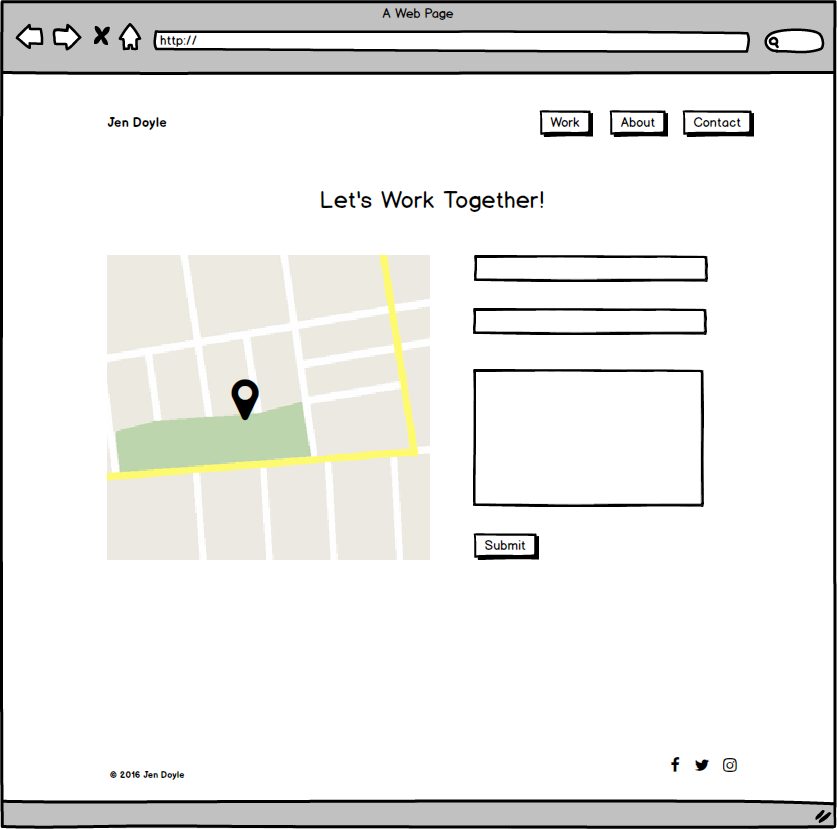 A Web Page
http://
Jen Doyle
Work
About
Contact
Let's Work Together!
Submit
© 2016 Jen Doyle